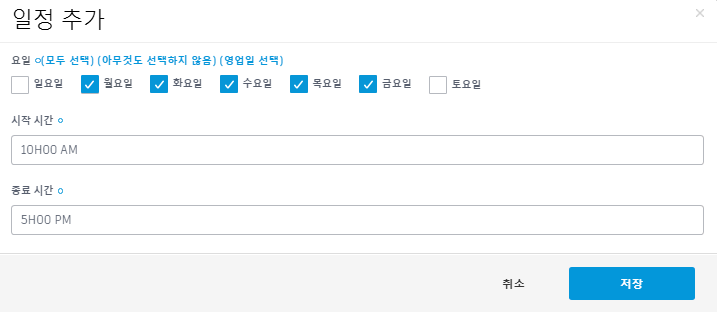 일정 추가
요일 (모두 선택) (아무것도 선택하지 않음) (영업일 선택)
일요일 월요일 화요일 수요일 목요일 금요일 토요일
시작 시간
10H00 AM
종료 시간
5H00 PM
취소 저장